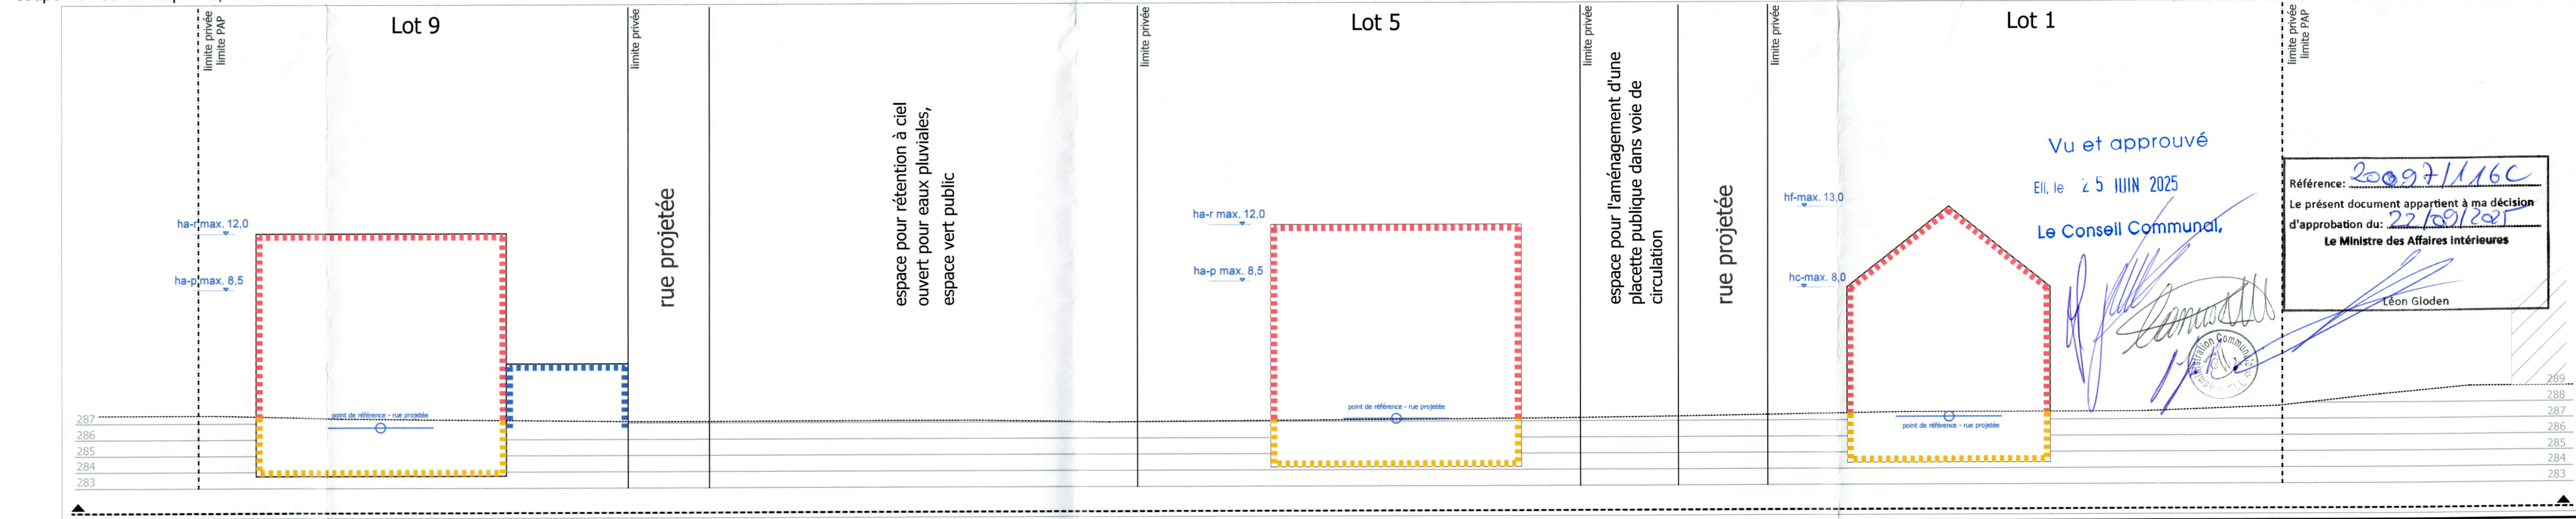 limite privée
limite PAP
Lot 9
limite privée
limite privée
Lot 5
limite privée
limite privée
Lot 1
limite privée
limite PAP
rue projetée
espace pour rétention à ciel
ouvert pour eaux pluviales,
espace vert public
espace pour l'aménagement d'une
placette publique dans voie de
circulation
rue projetée
ha-r max. 12,0
ha-p max. 8,5
ha-r max. 12,0
ha-p max. 8,5
hf-max. 13,0
hc-max. 8,0
Vu et approuvé
Ell, le 25 JUIN 2025
Le Conseil Communal,
Référence: 20097/116C
Le présent document appartient à ma décision
d'approbation du: 22/09/2025
Le Ministre des Affaires Intérieures
Léon Gloden
point de référence - rue projetée
point de référence - rue projetée
point de référence - rue projetée
287
286
285
284
283
289
288
287
286
285
284
283